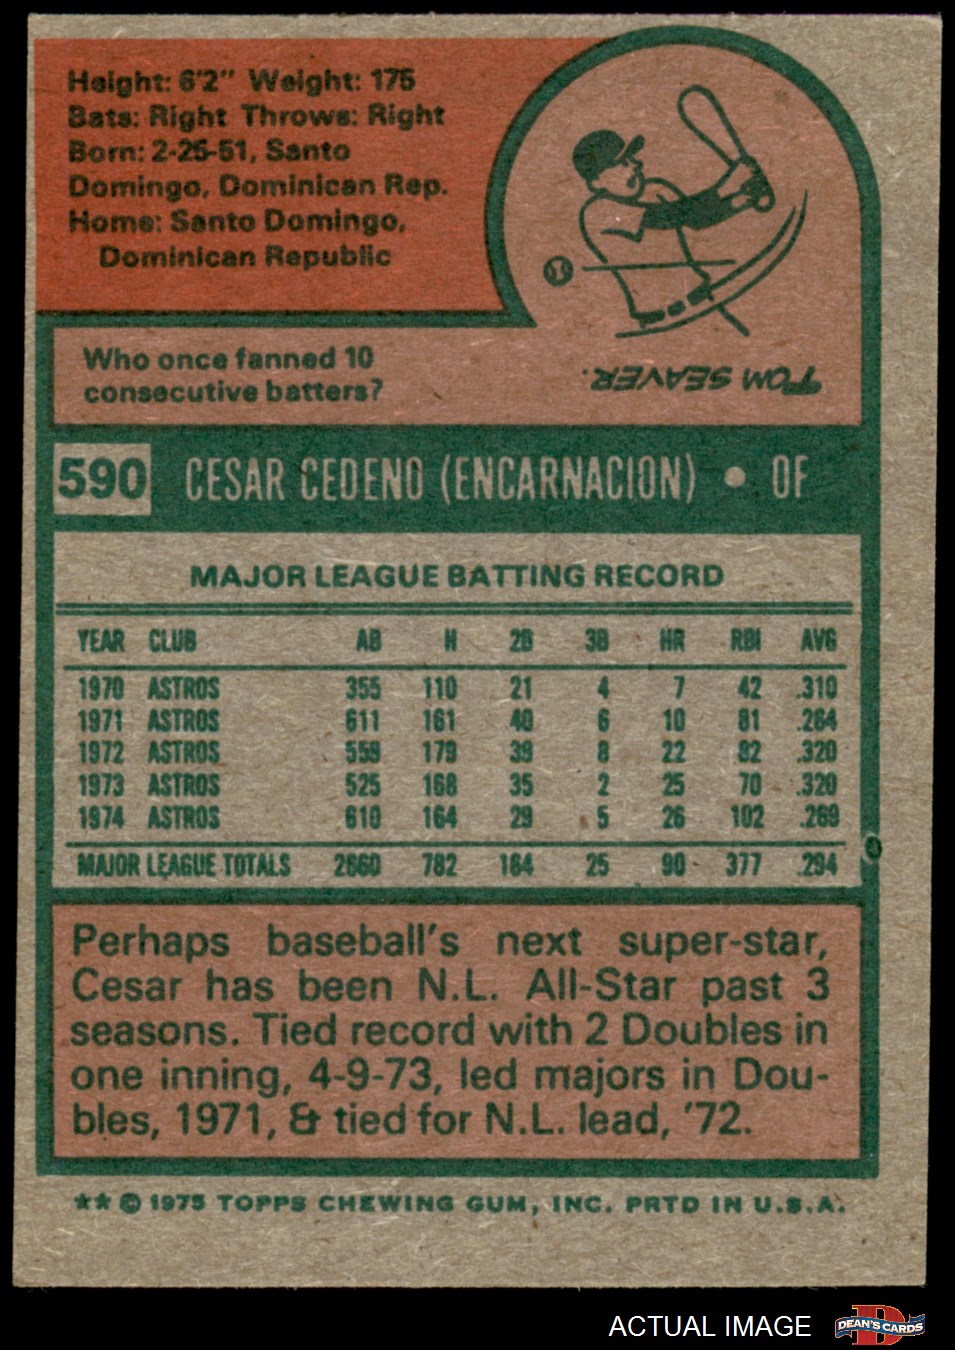 Height: 6'2" Weight: 175
Bats: Right Throws: Right
Born: 2-25-51, Santo
Domingo, Dominican Rep.
Home: Santo Domingo,
Dominican Republic
Who once fanned 10
consecutive batters?
TOM SEAVER.
590 CESAR CEDENO (ENCARNACION) • OF
MAJOR LEAGUE BATTING RECORD
YEAR CLUB AB H 2B 3B HR RBI AVG
1970 ASTROS 355 110 21 4 7 42 .310
1971 ASTROS 611 161 40 6 10 81 .264
1972 ASTROS 559 179 39 8 22 82 .320
1973 ASTROS 525 168 35 2 25 70 .320
1974 ASTROS 610 164 29 5 26 102 .269
MAJOR LEAGUE TOTALS 2660 782 164 25 90 377 .294
Perhaps baseball's next super-star,
Cesar has been N.L. All-Star past 3
seasons. Tied record with 2 Doubles in
one inning, 4-9-73, led majors in Dou-
bles, 1971, & tied for N.L. lead, '72.
** © 1975 TOPPS CHEWING GUM, INC. PRTD IN U.S.A.
ACTUAL IMAGE
D
DEAN'S CARDS